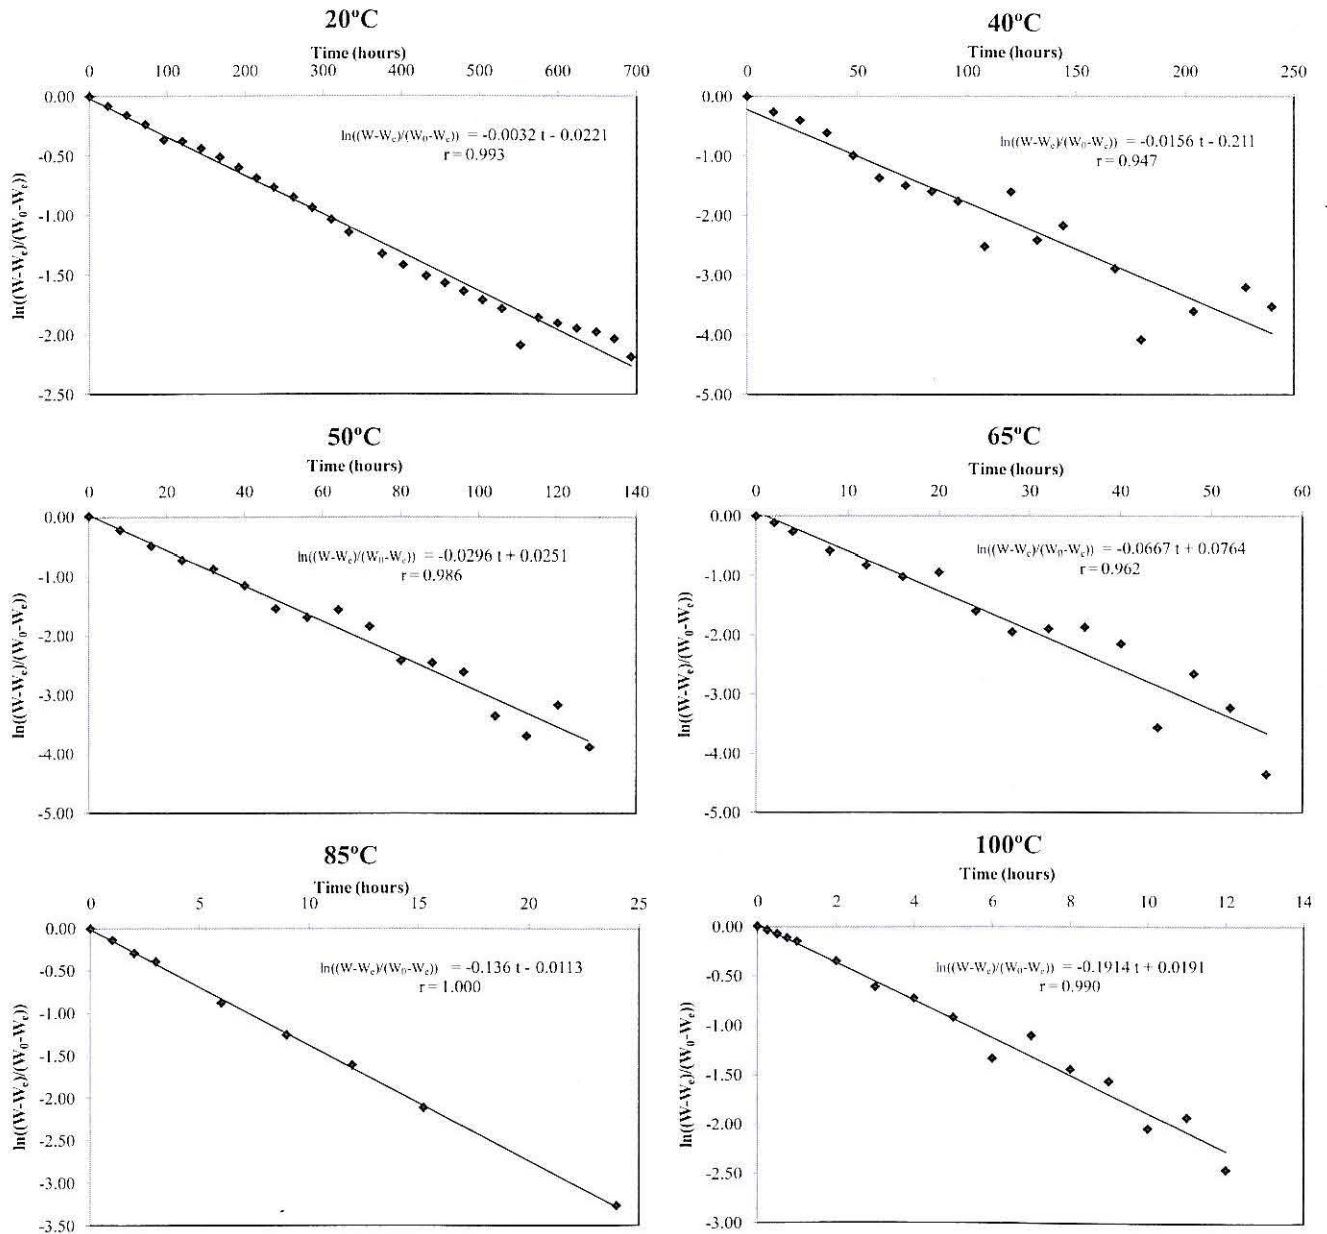 20°C
Time (hours)
0 100 200 300 400 500 600 700
0.00
-0.50
-1.00
-1.50
-2.00
-2.50
ln((W-We)/(W0-We))
ln((W-We)/(W0-We)) = -0.0032 t - 0.0221
r = 0.993
40°C
Time (hours)
0 50 100 150 200 250
0.00
-1.00
-2.00
-3.00
-4.00
-5.00
ln((W-We)/(W0-We))
ln((W-We)/(W0-We)) = -0.0156 t - 0.211
r = 0.947
50°C
Time (hours)
0 20 40 60 80 100 120 140
0.00
-1.00
-2.00
-3.00
-4.00
-5.00
ln((W-We)/(W0-We))
ln((W-We)/(W0-We)) = -0.0296 t + 0.0251
r = 0.986
65°C
Time (hours)
0 10 20 30 40 50 60
0.00
-1.00
-2.00
-3.00
-4.00
-5.00
ln((W-We)/(W0-We))
ln((W-We)/(W0-We)) = -0.0667 t + 0.0764
r = 0.962
85°C
Time (hours)
0 5 10 15 20 25
0.00
-0.50
-1.00
-1.50
-2.00
-2.50
-3.00
-3.50
ln((W-We)/(W0-We))
ln((W-We)/(W0-We)) = -0.136 t - 0.0113
r = 1.000
100°C
Time (hours)
0 2 4 6 8 10 12 14
0.00
-0.50
-1.00
-1.50
-2.00
-2.50
-3.00
ln((W-We)/(W0-We))
ln((W-We)/(W0-We)) = -0.1914 t + 0.0191
r = 0.990